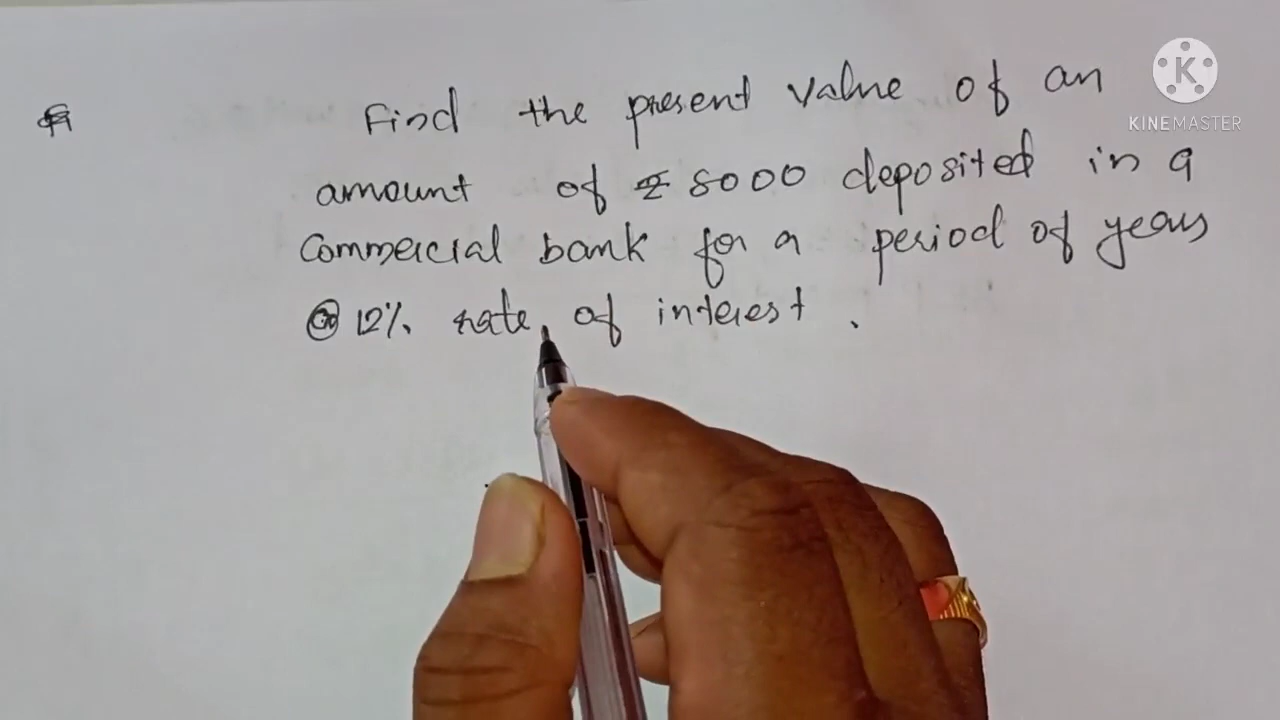 Find the present value of an
amount of ₹ 8000 deposited in a
Commercial bank for a period of years
@ 12% rate of interest.
K
KINEMASTER